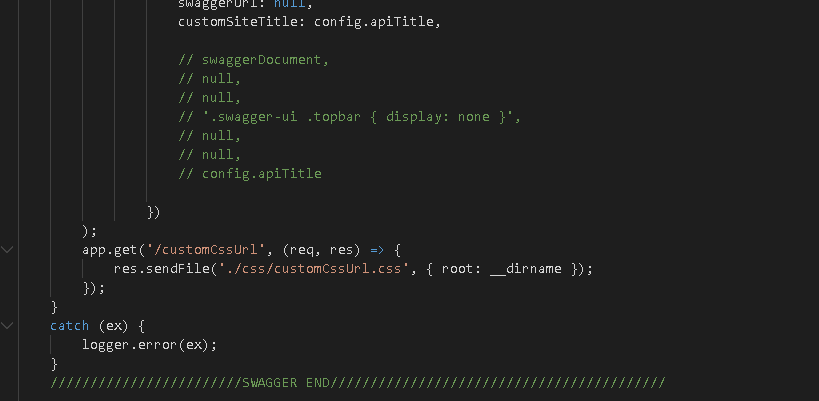 swaggerUrl: null,
customSiteTitle: config.apiTitle,
// swaggerDocument,
// null,
// null,
// '.swagger-ui .topbar { display: none }',
// null,
// null,
// config.apiTitle
})
);
app.get('/customCssUrl', (req, res) => {
res.sendFile('./css/customCssUrl.css', { root: __dirname });
});
}
catch (ex) {
logger.error(ex);
}
////////////////////////SWAGGER END//////////////////////////////////////////